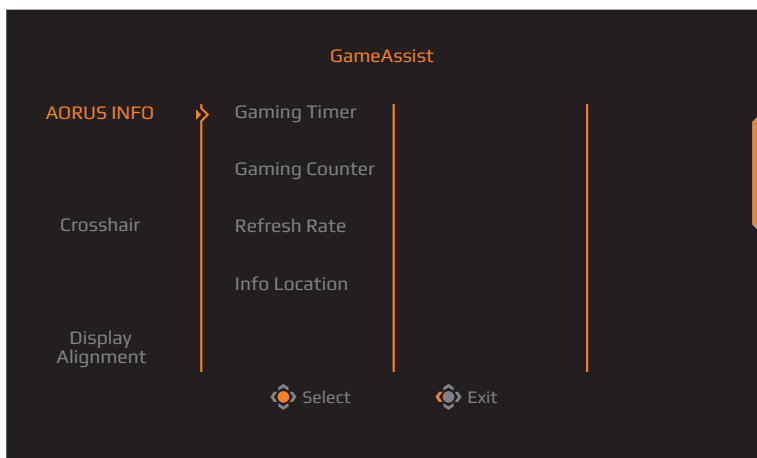 GameAssist
AORUS INFO
Crosshair
Display
Alignment
Gaming Timer
Gaming Counter
Refresh Rate
Info Location
Select
Exit